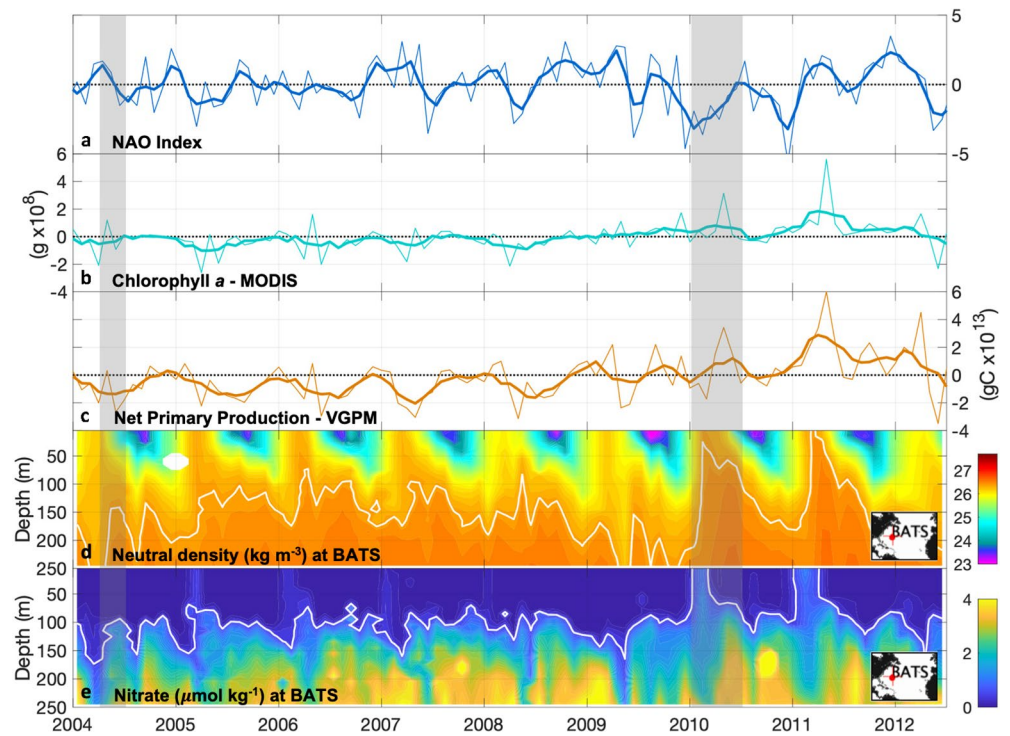 5
0
-5
a NAO Index
6
4
2
0
-2
-4
(g x10⁸)
b Chlorophyll a - MODIS
6
4
2
0
-2
-4
(gC x10¹³)
c Net Primary Production - VGPM
50
100
150
200
250
Depth (m)
d Neutral density (kg m⁻³) at BATS
BATS
27
26
25
24
23
50
100
150
200
250
Depth (m)
e Nitrate (μmol kg⁻¹) at BATS
BATS
4
2
0
2004 2005 2006 2007 2008 2009 2010 2011 2012